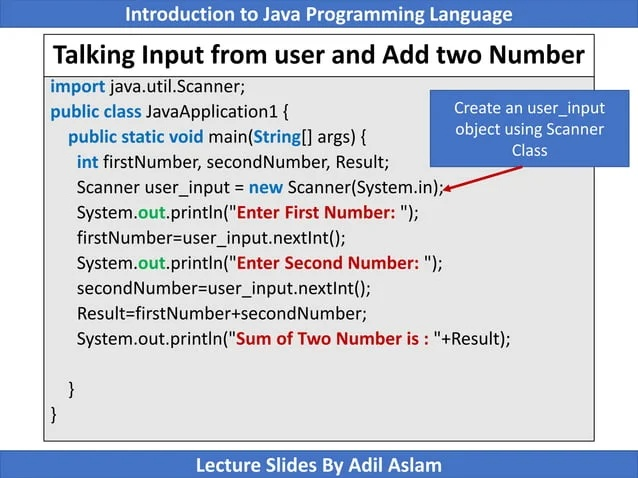 Introduction to Java Programming Language
Talking Input from user and Add two Number
import java.util.Scanner;
public class JavaApplication1 {
public static void main(String[] args) {
int firstNumber, secondNumber, Result;
Scanner user_input = new Scanner(System.in);
System.out.println("Enter First Number: ");
firstNumber=user_input.nextInt();
System.out.println("Enter Second Number: ");
secondNumber=user_input.nextInt();
Result=firstNumber+secondNumber;
System.out.println("Sum of Two Number is : "+Result);
}
}
Create an user_input
object using Scanner
Class
Lecture Slides By Adil Aslam